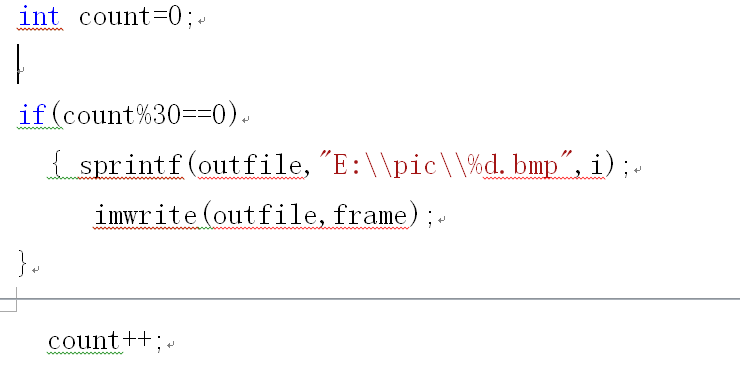 int count=0;
if(count%30==0)
{ sprintf(outfile,"E:\\pic\\%d.bmp",i);
imwrite(outfile,frame);
}
count++;